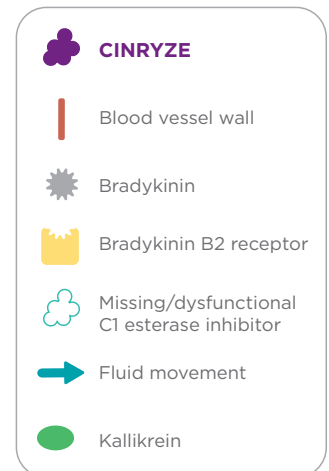 CINRYZE
Blood vessel wall
Bradykinin
Bradykinin B2 receptor
Missing/dysfunctional
C1 esterase inhibitor
Fluid movement
Kallikrein